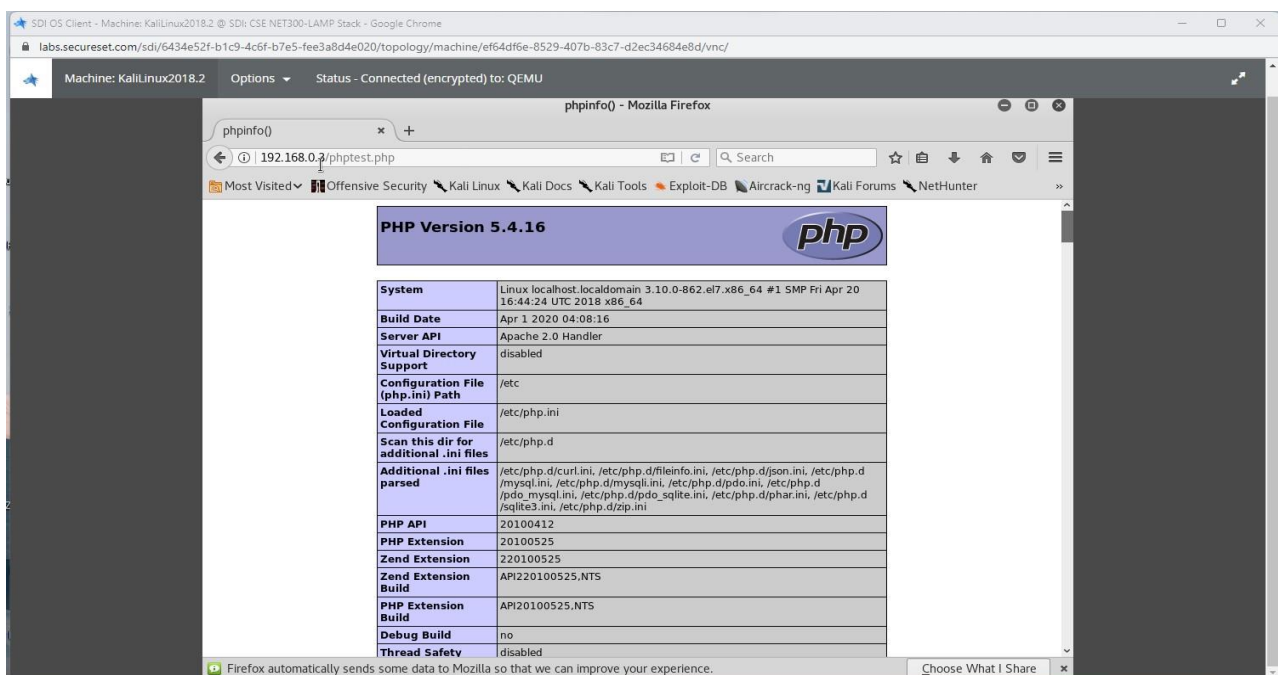 SDI OS Client - Machine: KaliLinux2018.2 @ SDI: CSE NET300-LAMP Stack - Google Chrome
labs.secureset.com/sdi/6434e52f-b1c9-4c6f-b7e5-fee3a8d4e020/topology/machine/ef64df6e-8529-407b-83c7-d2ec34684e8d/vnc/
Machine: KaliLinux2018.2 Options Status - Connected (encrypted) to: QEMU
phpinfo() - Mozilla Firefox
phpinfo()
192.168.0.3/phptest.php Search
Most Visited Offensive Security Kali Linux Kali Docs Kali Tools Exploit-DB Aircrack-ng Kali Forums NetHunter »
PHP Version 5.4.16
php
System Linux localhost.localdomain 3.10.0-862.el7.x86_64 #1 SMP Fri Apr 20
16:44:24 UTC 2018 x86_64
Build Date Apr 1 2020 04:08:16
Server API Apache 2.0 Handler
Virtual Directory disabled
Support
Configuration File /etc
(php.ini) Path
Loaded /etc/php.ini
Configuration File
Scan this dir for /etc/php.d
additional .ini files
Additional .ini files /etc/php.d/curl.ini, /etc/php.d/fileinfo.ini, /etc/php.d/json.ini, /etc/php.d
parsed /mysql.ini, /etc/php.d/mysqli.ini, /etc/php.d/pdo.ini, /etc/php.d
/pdo_mysql.ini, /etc/php.d/pdo_sqlite.ini, /etc/php.d/phar.ini, /etc/php.d
/sqlite3.ini, /etc/php.d/zip.ini
PHP API 20100412
PHP Extension 20100525
Zend Extension 220100525
Zend Extension API220100525,NTS
Build
PHP Extension API20100525,NTS
Build
Debug Build no
Thread Safety disabled
Firefox automatically sends some data to Mozilla so that we can improve your experience. Choose What I Share